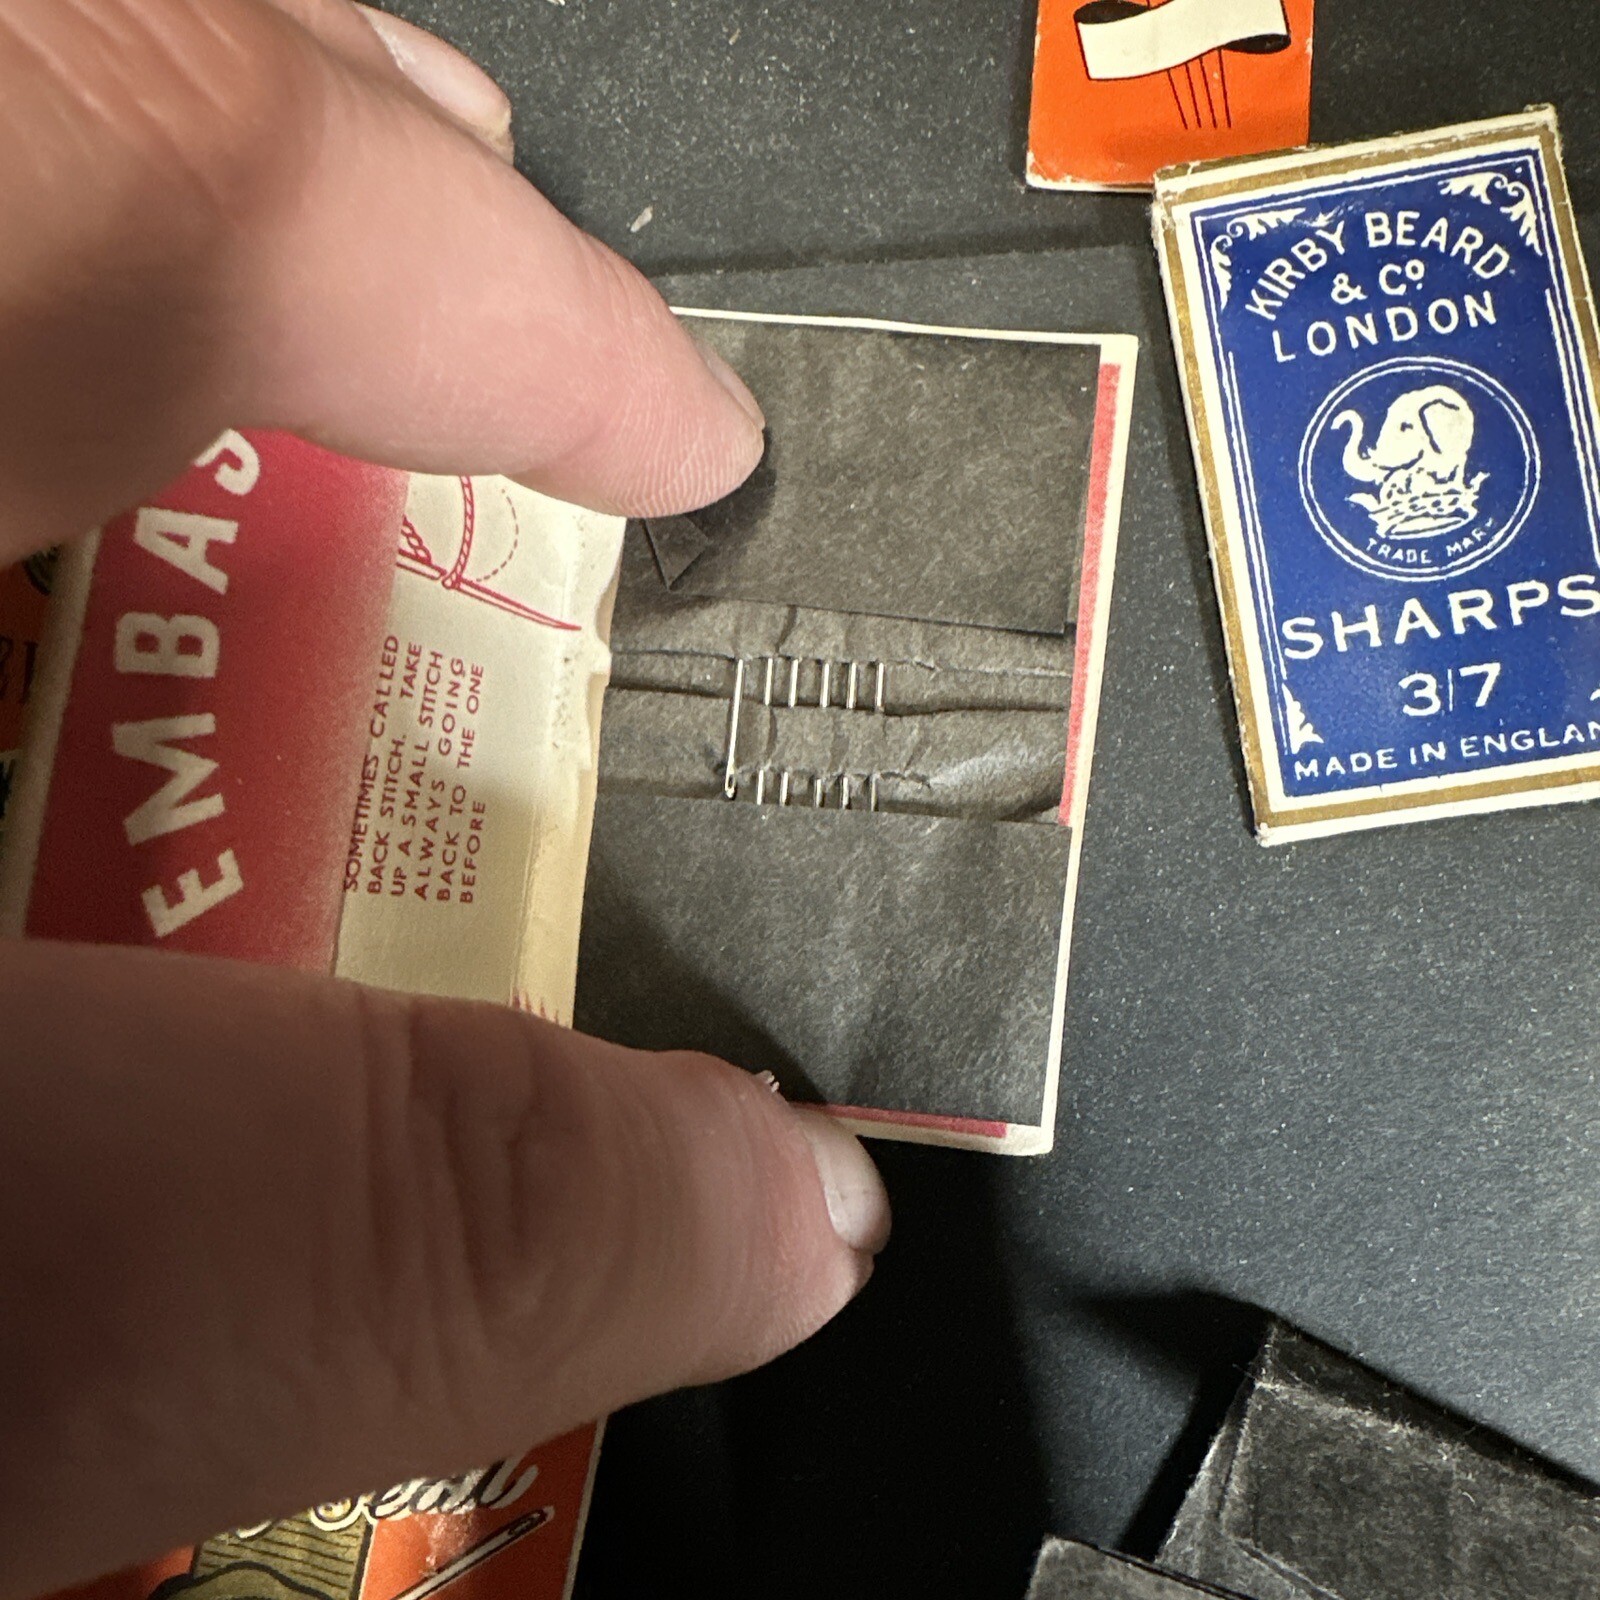 EMBAS
SOMETIMES CALLED
BACK STITCH. TAKE
UP A SMALL STITCH
ALWAYS GOING
BACK TO THE ONE
BEFORE
KIRBY BEARD
& Cº
LONDON
TRADE MARK
SHARPS
3/7
MADE IN ENGLAN